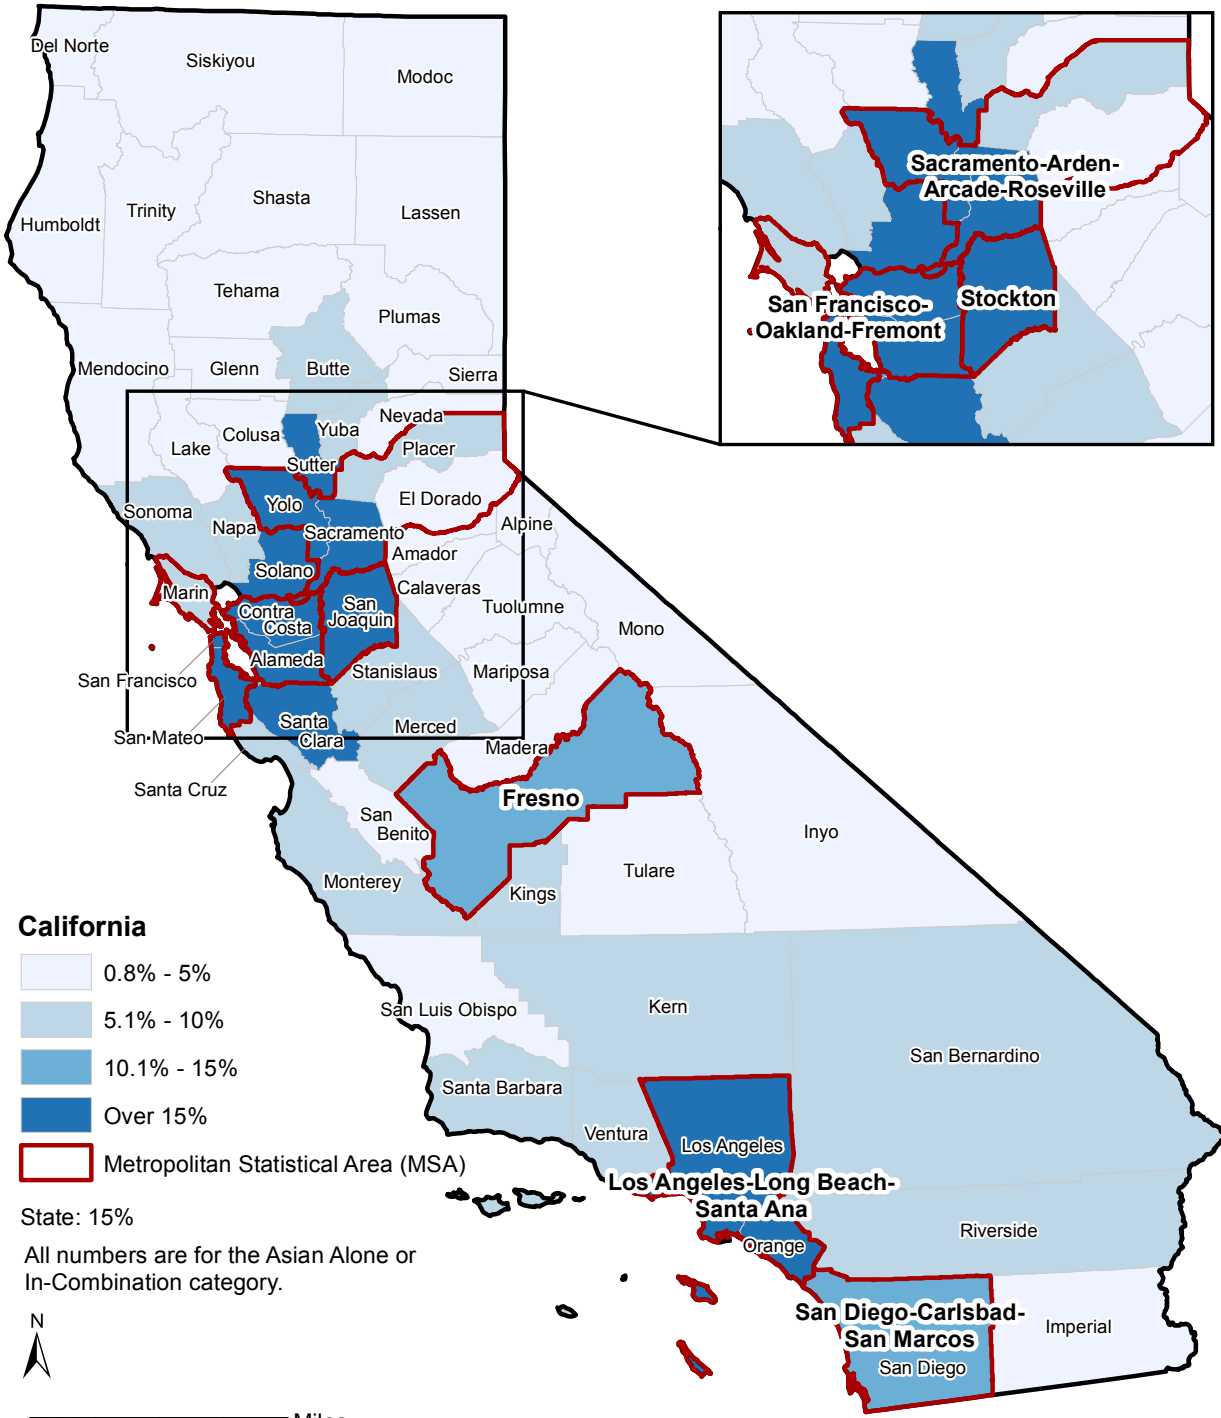 Del Norte
Siskiyou
Modoc
Humboldt
Trinity
Shasta
Lassen
Tehama
Plumas
Mendocino
Glenn
Butte
Sierra
Lake
Colusa
Yuba
Nevada
Placer
Sutter
Sonoma
Napa
Yolo
El Dorado
Sacramento
Alpine
Amador
Solano
Marin
Calaveras
Contra
Costa
San
Joaquin
Tuolumne
Mono
Alameda
San Francisco
Stanislaus
Mariposa
San Mateo
Santa
Clara
Merced
Madera
Santa Cruz
Fresno
San
Benito
Inyo
Monterey
Kings
Tulare
San Luis Obispo
Kern
San Bernardino
Santa Barbara
Ventura
Los Angeles
Los Angeles-Long Beach-
Santa Ana
Orange
Riverside
San Diego-Carlsbad-
San Marcos
San Diego
Imperial
Sacramento-Arden-
Arcade-Roseville
San Francisco-
Oakland-Fremont
Stockton
California
0.8% - 5%
5.1% - 10%
10.1% - 15%
Over 15%
Metropolitan Statistical Area (MSA)
State: 15%
All numbers are for the Asian Alone or
In-Combination category.
N
Miles